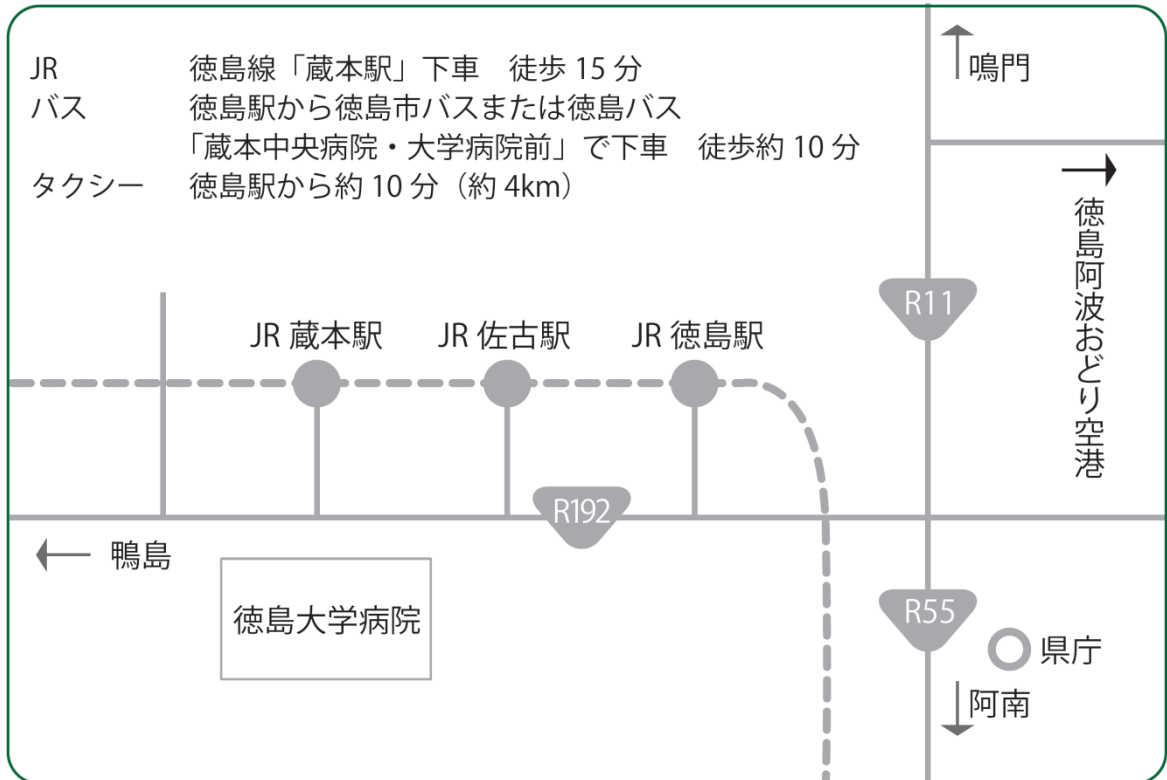 JR 徳島線「蔵本駅」下車 徒歩 15 分
バス 徳島駅から徳島市バスまたは徳島バス
「蔵本中央病院・大学病院前」で下車 徒歩約 10 分
タクシー 徳島駅から約 10 分（約 4km）
鳴門
徳島阿波おどり空港
R11
JR 蔵本駅
JR 佐古駅
JR 徳島駅
R192
鴨島
徳島大学病院
R55
県庁
阿南